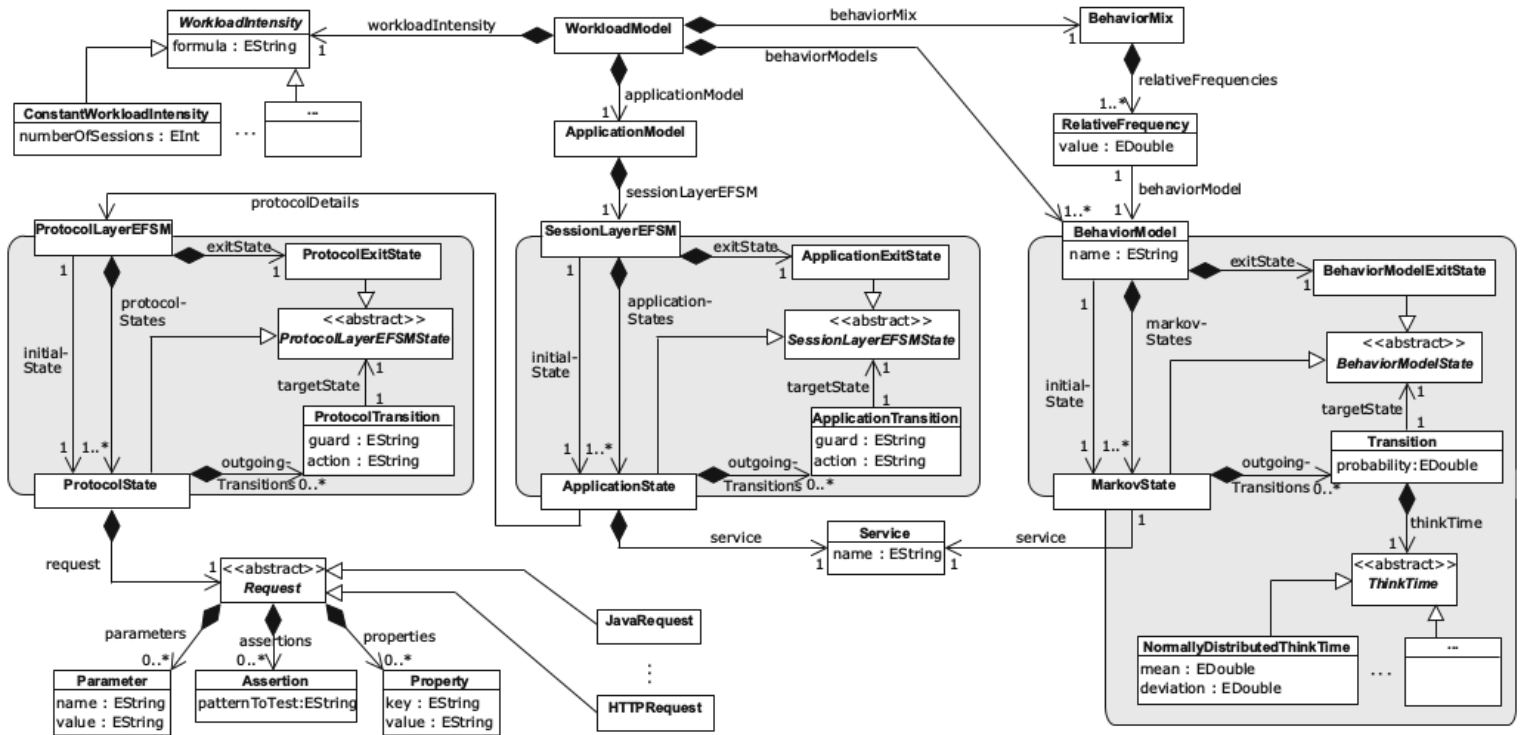 WorkloadIntensity
formula : EString
1
workloadIntensity
WorkloadModel
behaviorMix
1
BehaviorMix
behaviorModels
relativeFrequencies
1..*
ConstantWorkloadIntensity
numberOfSessions : EInt
...
...
applicationModel
1
ApplicationModel
RelativeFrequency
value : EDouble
1
behaviorModel
1
1..*
sessionLayerEFSM
1
protocolDetails
ProtocolLayerEFSM
exitState
1
ProtocolExitState
1
protocol-
States
<<abstract>>
ProtocolLayerEFSMState
initial-
State
targetState
1
1
ProtocolTransition
guard : EString
action : EString
1
1..*
outgoing-
Transitions
0..*
ProtocolState
SessionLayerEFSM
exitState
1
ApplicationExitState
1
application-
States
<<abstract>>
SessionLayerEFSMState
initial-
State
targetState
1
1
ApplicationTransition
guard : EString
action : EString
1
1..*
outgoing-
Transitions
0..*
ApplicationState
BehaviorModel
name : EString
exitState
1
BehaviorModelExitState
1
markov-
States
<<abstract>>
BehaviorModelState
initial-
State
targetState
1
1
Transition
probability:EDouble
1
1..*
outgoing-
Transitions
0..*
MarkovState
1
thinkTime
1
<<abstract>>
ThinkTime
NormallyDistributedThinkTime
mean : EDouble
deviation : EDouble
...
...
service
1
Service
name : EString
service
1
request
1
<<abstract>>
Request
parameters
0..*
assertions
0..*
properties
0..*
Parameter
name : EString
value : EString
Assertion
patternToTest:EString
Property
key : EString
value : EString
JavaRequest
...
HTTPRequest